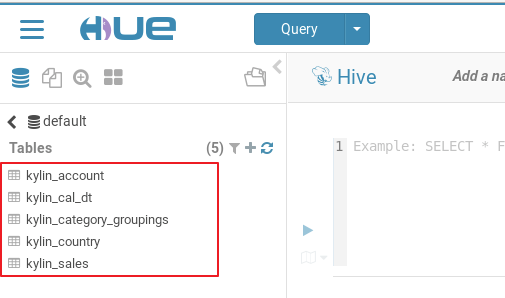 HUE
Query
Hive
Add a na
default
Tables (5)
1 Example: SELECT * F
kylin_account
kylin_cal_dt
kylin_category_groupings
kylin_country
kylin_sales